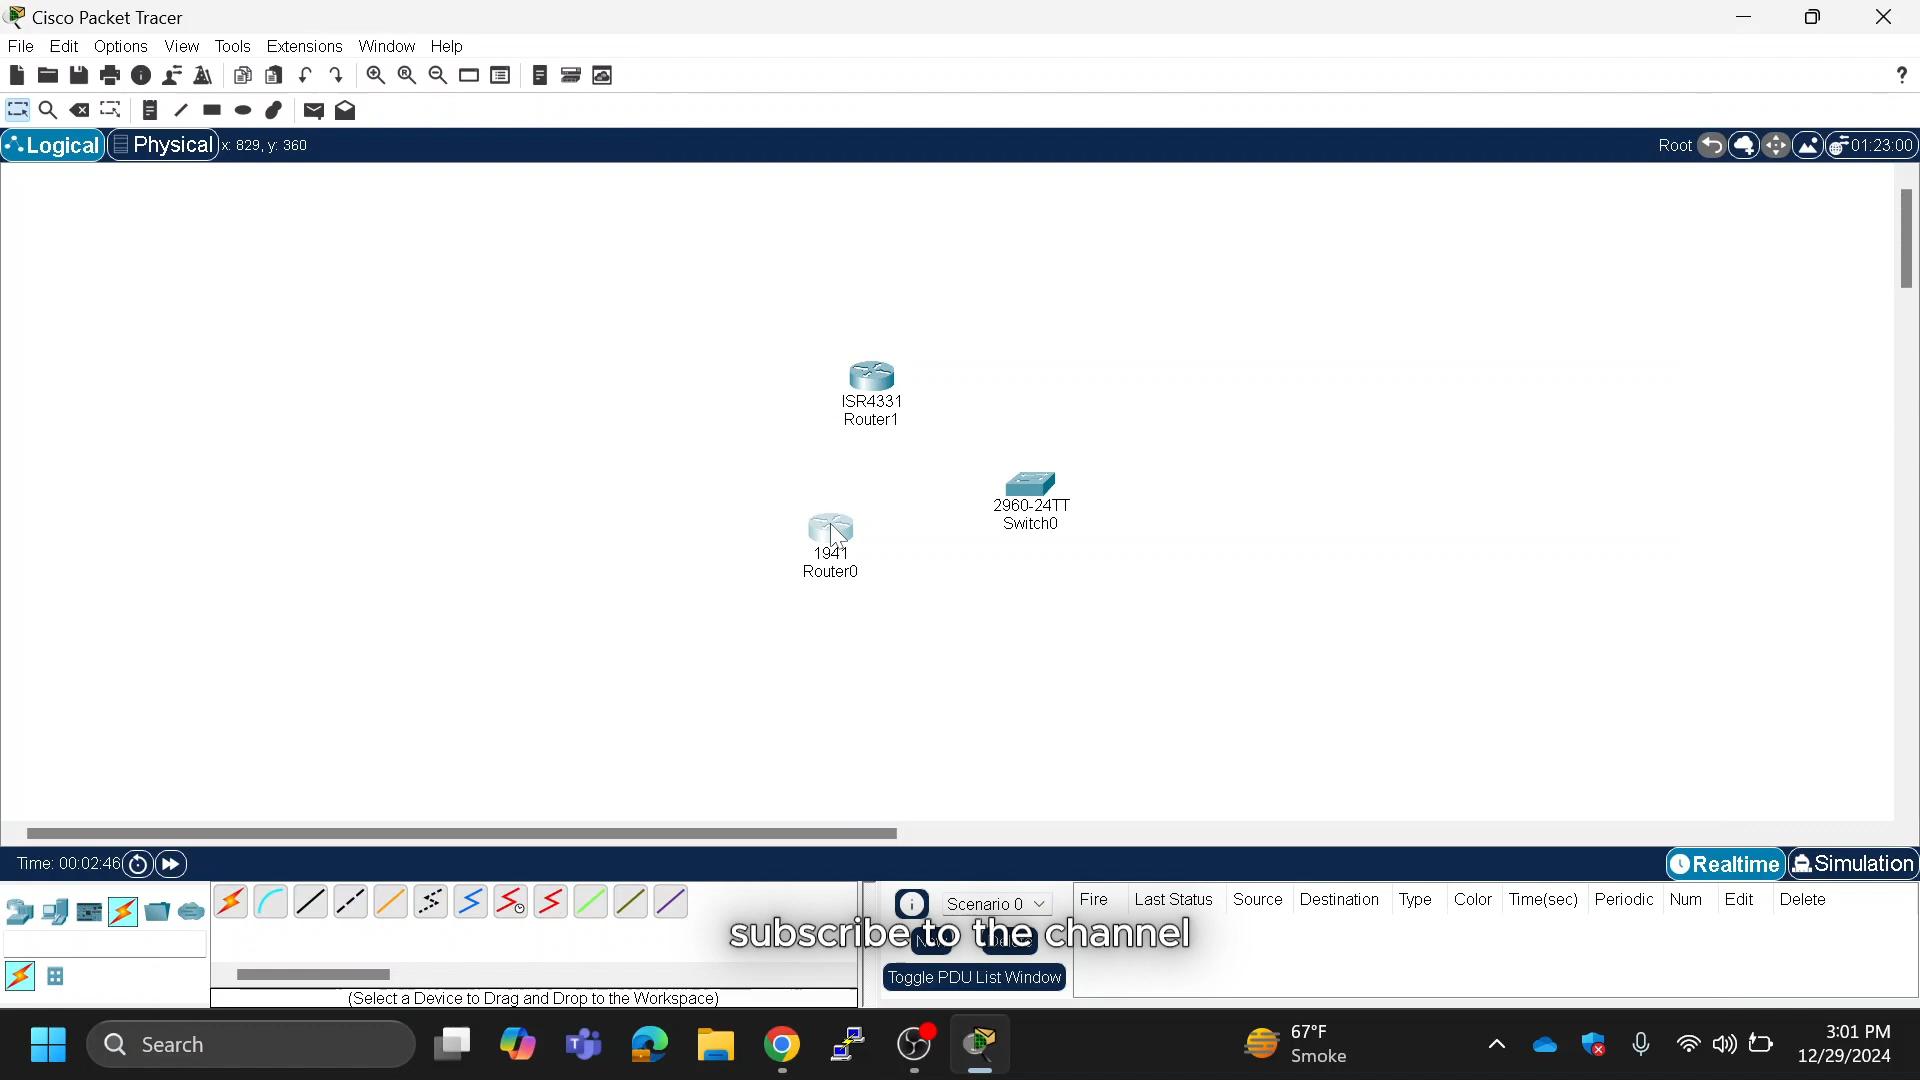 Cisco Packet Tracer
File Edit Options View Tools Extensions Window Help
?
Logical Physical x: 829, y: 360 Root 01:23:00
ISR4331
Router1
2960-24TT
Switch0
1941
Router0
Time: 00:02:46 Realtime Simulation
Scenario 0 Fire Last Status Source Destination Type Color Time(sec) Periodic Num Edit Delete
subscribe to the channel
Toggle PDU List Window
(Select a Device to Drag and Drop to the Workspace)
Search
67°F
Smoke
3:01 PM
12/29/2024